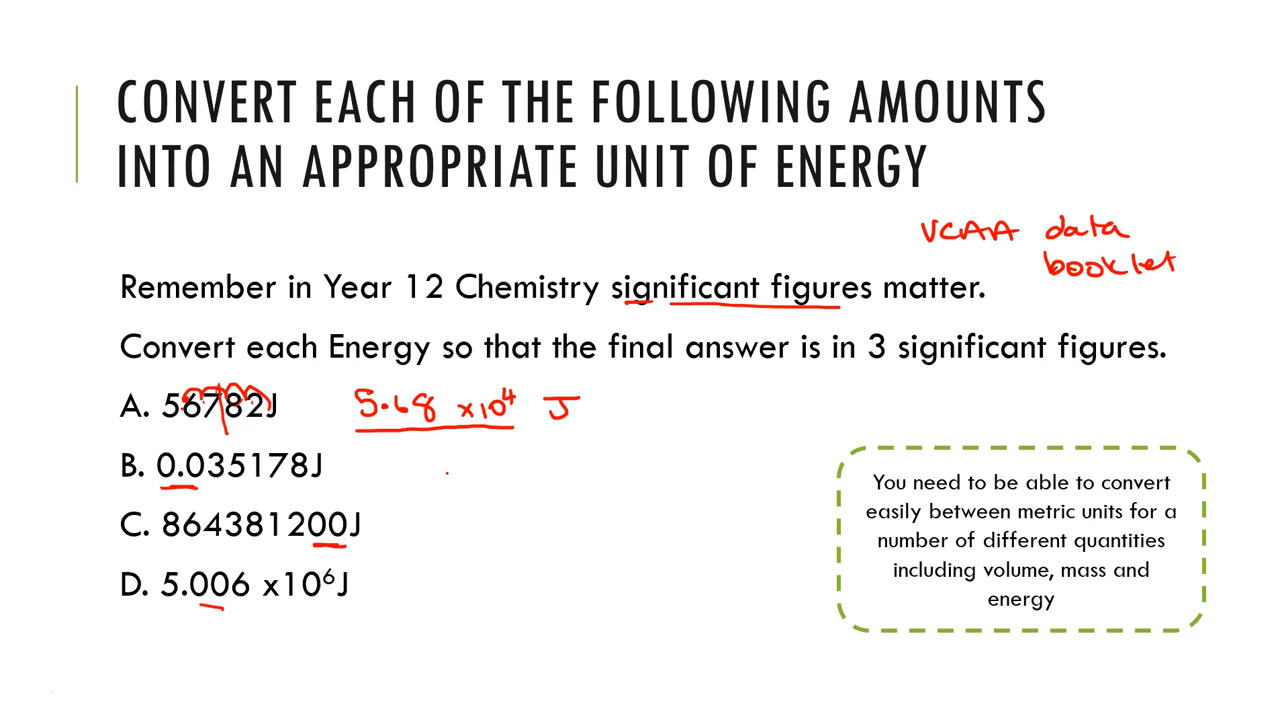 CONVERT EACH OF THE FOLLOWING AMOUNTS
INTO AN APPROPRIATE UNIT OF ENERGY
VCAA data
booklet
Remember in Year 12 Chemistry significant figures matter.
Convert each Energy so that the final answer is in 3 significant figures.
A. 56782J 5.68 x10⁴ J
B. 0.035178J
C. 864381200J
D. 5.006 x10⁶J
You need to be able to convert
easily between metric units for a
number of different quantities
including volume, mass and
energy